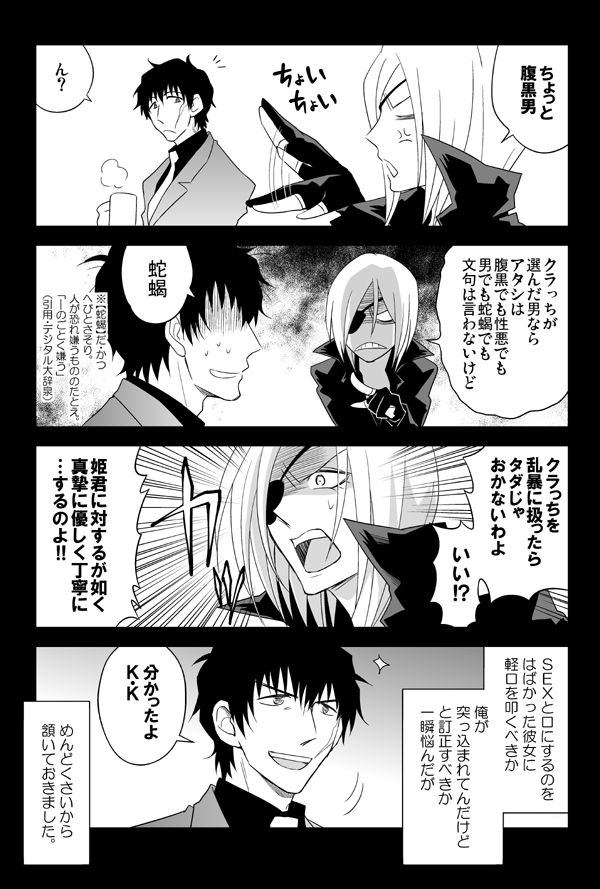 ちょっと
腹黒男
ちょい
ちょい
ん？
クラっちが
選んだ男なら
アタシは
腹黒でも性悪でも
男でも蛇蝎でも
文句は言わないけど
蛇蝎
※【蛇蝎】だ・かつ
へびとさそり。
人が恐れ嫌うもののたとえ。
「―のごとく嫌う」
（引用・デジタル大辞泉）
クラっちを
乱暴に扱ったら
タダじゃ
おかないわよ
いい!?
姫君に対するが如く
真摯に優しく丁寧に
…するのよ!!
ＳＥＸと口にするのを
はばかった彼女に
軽口を叩くべきか
俺が
突っ込まれてんだけど
と訂正すべきか
一瞬悩んだが
分かったよ
K・K
めんどくさいから
頷いておきました。